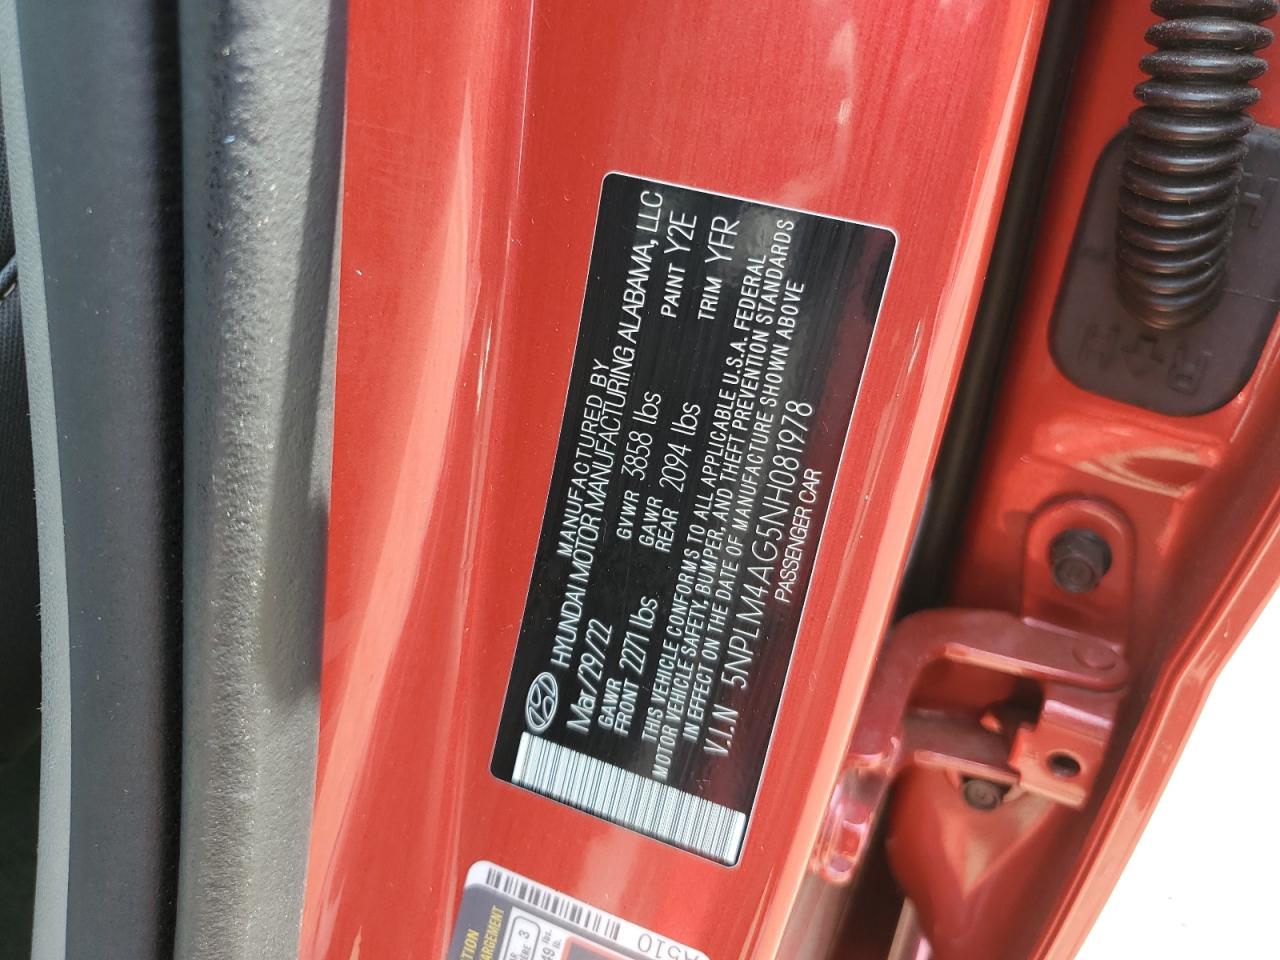 MANUFACTURED BY
HYUNDAI MOTOR MANUFACTURING ALABAMA, LLC
Mar/29/22 GVWR 3858 lbs PAINT Y2E
GAWR FRONT 2271 lbs GAWR REAR 2094 lbs TRIM YFR
THIS VEHICLE CONFORMS TO ALL APPLICABLE U.S.A. FEDERAL
MOTOR VEHICLE SAFETY, BUMPER, AND THEFT PREVENTION STANDARDS
IN EFFECT ON THE DATE OF MANUFACTURE SHOWN ABOVE
V.I.N 5NPLM4AG5NH081978
PASSENGER CAR
A510
3